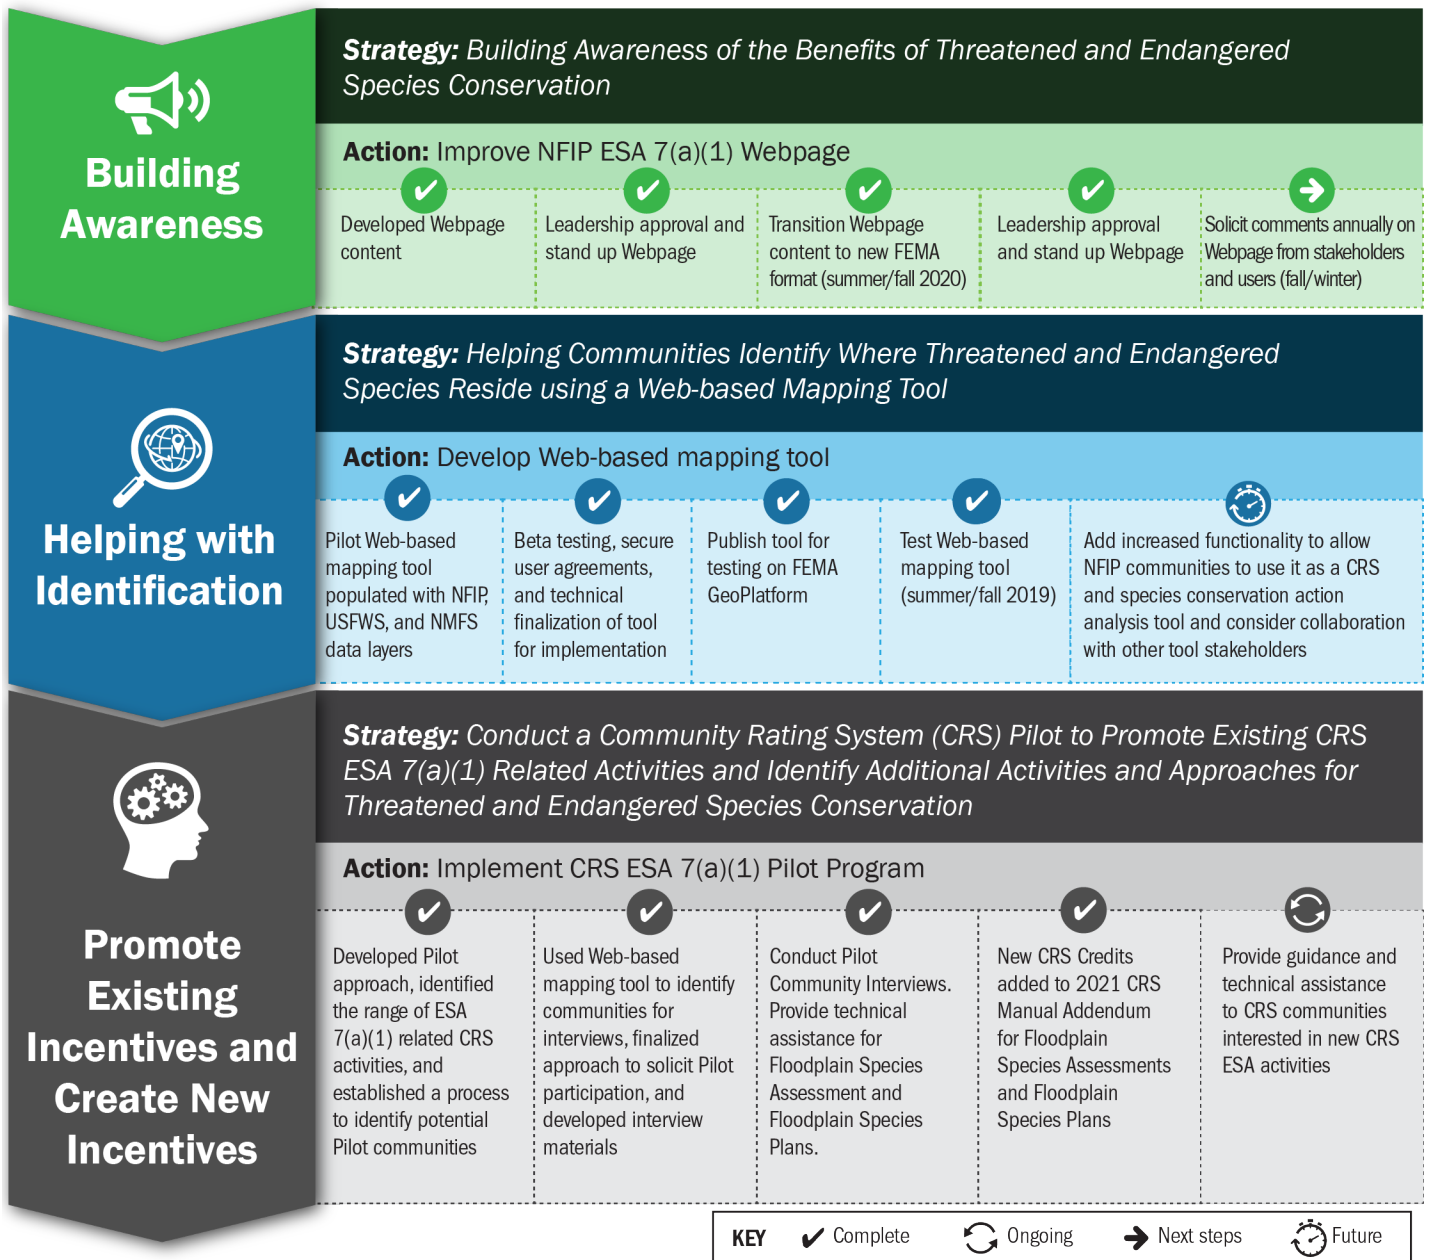 Building
Awareness
Strategy: Building Awareness of the Benefits of Threatened and Endangered
Species Conservation
Action: Improve NFIP ESA 7(a)(1) Webpage
Developed Webpage
content
Leadership approval and
stand up Webpage
Transition Webpage
content to new FEMA
format (summer/fall 2020)
Leadership approval
and stand up Webpage
Solicit comments annually on
Webpage from stakeholders
and users (fall/winter)
Helping with
Identification
Strategy: Helping Communities Identify Where Threatened and Endangered
Species Reside using a Web-based Mapping Tool
Action: Develop Web-based mapping tool
Pilot Web-based
mapping tool
populated with NFIP,
USFWS, and NMFS
data layers
Beta testing, secure
user agreements,
and technical
finalization of tool
for implementation
Publish tool for
testing on FEMA
GeoPlatform
Test Web-based
mapping tool
(summer/fall 2019)
Add increased functionality to allow
NFIP communities to use it as a CRS
and species conservation action
analysis tool and consider collaboration
with other tool stakeholders
Promote
Existing
Incentives and
Create New
Incentives
Strategy: Conduct a Community Rating System (CRS) Pilot to Promote Existing CRS
ESA 7(a)(1) Related Activities and Identify Additional Activities and Approaches for
Threatened and Endangered Species Conservation
Action: Implement CRS ESA 7(a)(1) Pilot Program
Developed Pilot
approach, identified
the range of ESA
7(a)(1) related CRS
activities, and
established a process
to identify potential
Pilot communities
Used Web-based
mapping tool to identify
communities for
interviews, finalized
approach to solicit Pilot
participation, and
developed interview
materials
Conduct Pilot
Community Interviews.
Provide technical
assistance for
Floodplain Species
Assessment and
Floodplain Species
Plans.
New CRS Credits
added to 2021 CRS
Manual Addendum
for Floodplain
Species Assessments
and Floodplain
Species Plans
Provide guidance and
technical assistance
to CRS communities
interested in new CRS
ESA activities
KEY Complete Ongoing Next steps Future